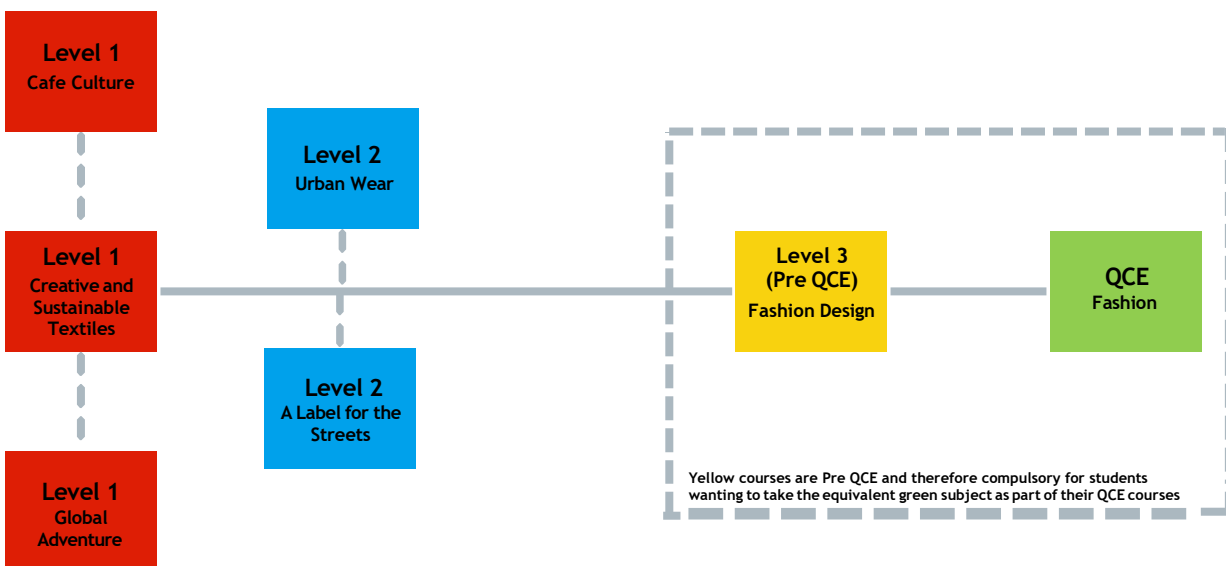 Level 1
Cafe Culture
Level 2
Urban Wear
Level 1
Creative and
Sustainable
Textiles
Level 3
(Pre QCE)
Fashion Design
QCE
Fashion
Level 2
A Label for the
Streets
Level 1
Global
Adventure
Yellow courses are Pre QCE and therefore compulsory for students
wanting to take the equivalent green subject as part of their QCE courses